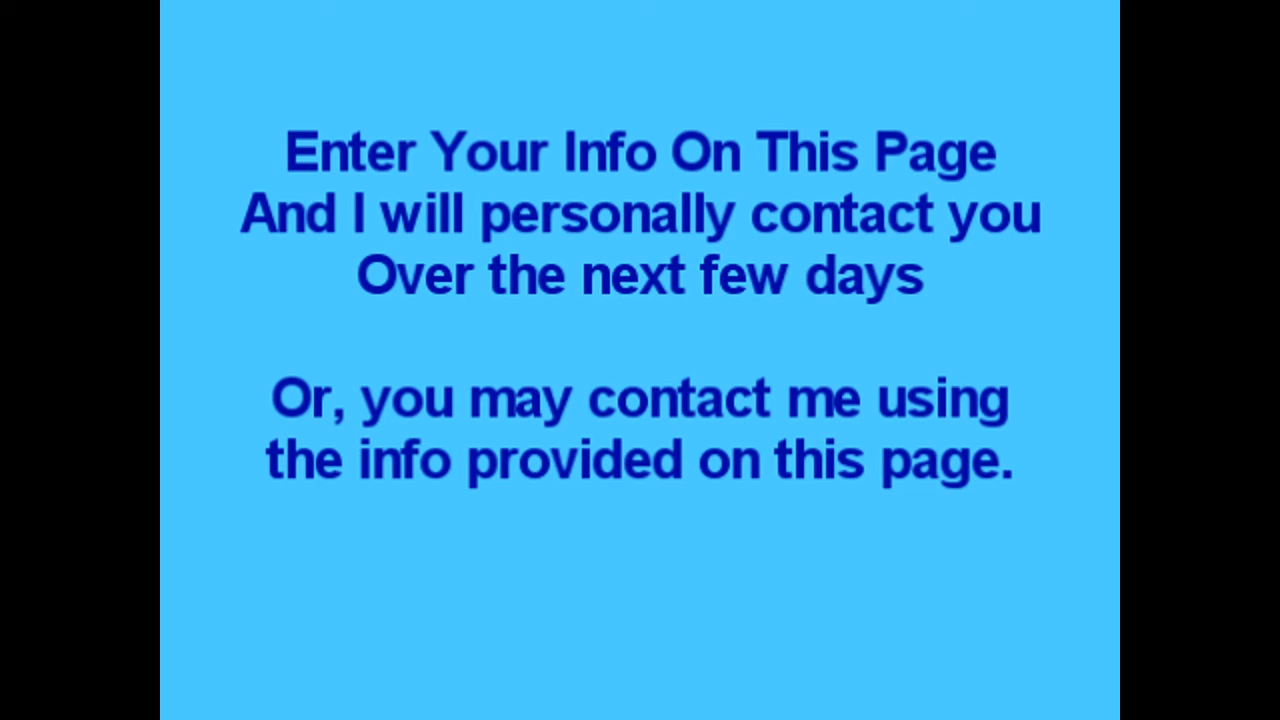 Enter Your Info On This Page
And I will personally contact you
Over the next few days
Or, you may contact me using
the info provided on this page.